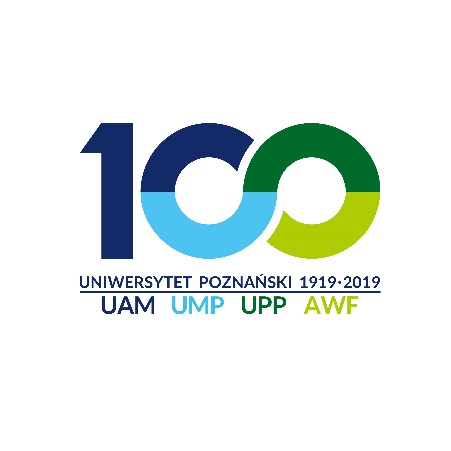 100
UNIWERSYTET POZNAŃSKI 1919·2019
UAM UMP UPP AWF